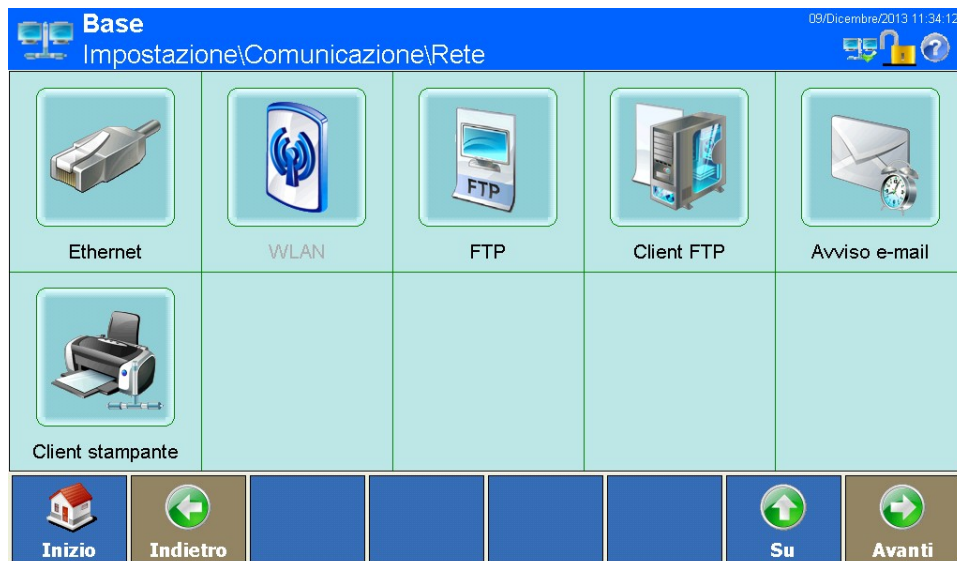 Base
09/Dicembre/2013 11:34:12
Impostazione\Comunicazione\Rete
Ethernet
WLAN
FTP
FTP
Client FTP
Avviso e-mail
Client stampante
Inizio
Indietro
Su
Avanti